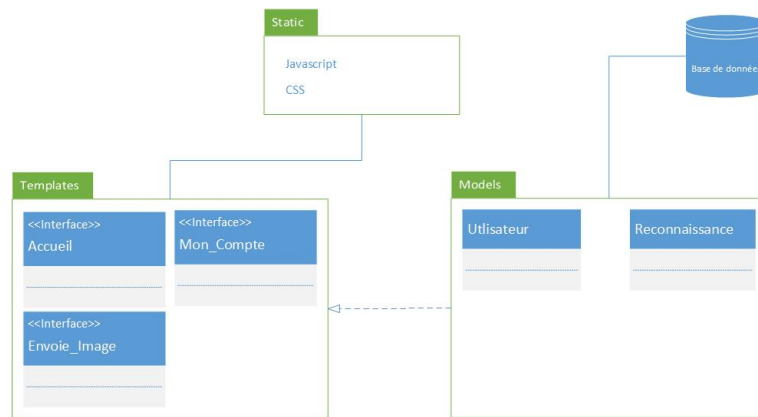 Static
Javascript
CSS
Base de donnée
Templates
<<Interface>>
Accueil
<<Interface>>
Mon_Compte
<<Interface>>
Envoie_Image
Models
Utlisateur
Reconnaissance